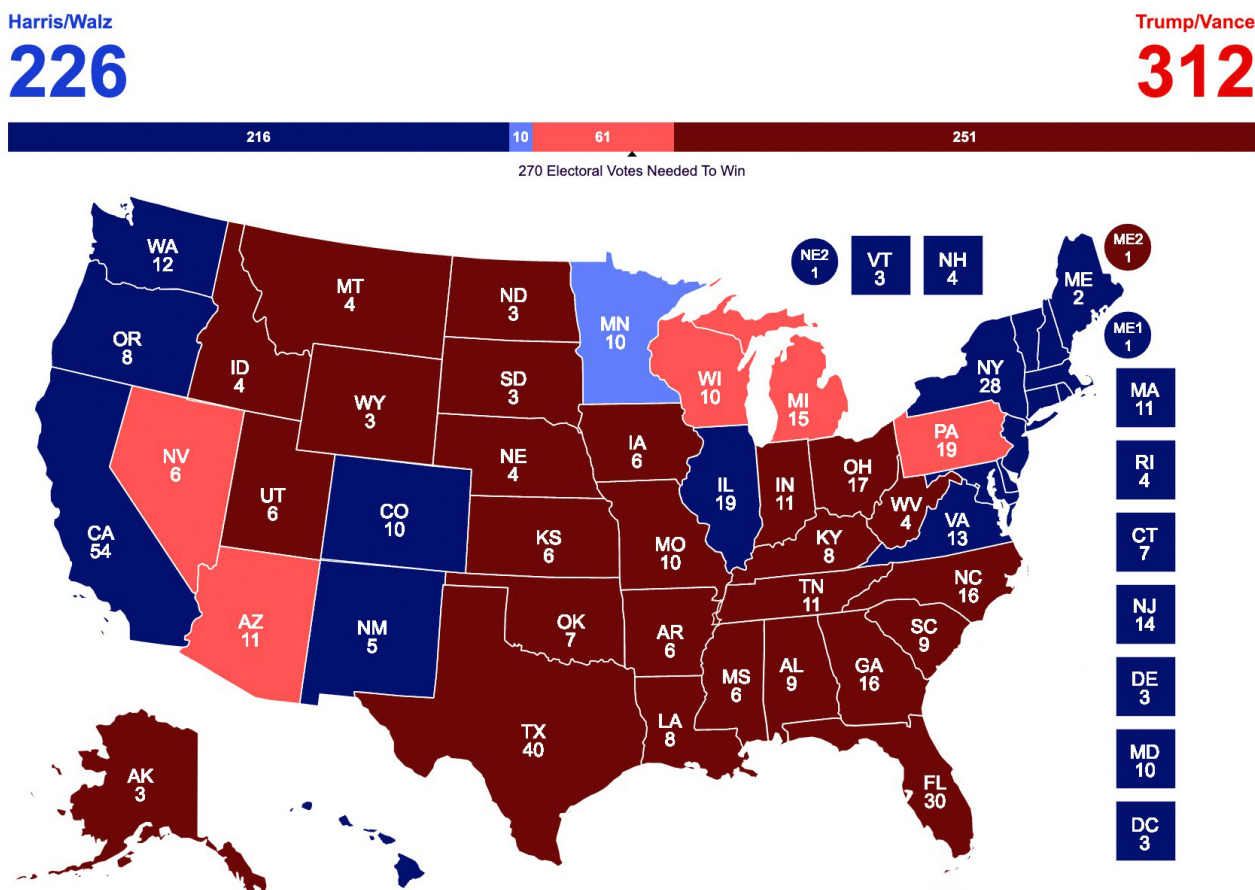 Harris/Walz
Trump/Vance
226
312
216
10
61
251
270 Electoral Votes Needed To Win
WA
12
MT
4
ND
3
MN
10
NE2
1
VT
3
NH
4
ME
2
ME2
1
ME1
1
OR
8
ID
4
WY
3
SD
3
WI
10
MI
15
NY
28
MA
11
NV
6
UT
6
CO
10
NE
4
IA
6
IL
19
IN
11
OH
17
PA
19
RI
4
CA
54
KS
6
MO
10
KY
8
WV
4
VA
13
CT
7
AZ
11
NM
5
OK
7
AR
6
TN
11
NC
16
NJ
14
SC
9
MS
6
AL
9
GA
16
DE
3
TX
40
LA
8
FL
30
MD
10
AK
3
DC
3